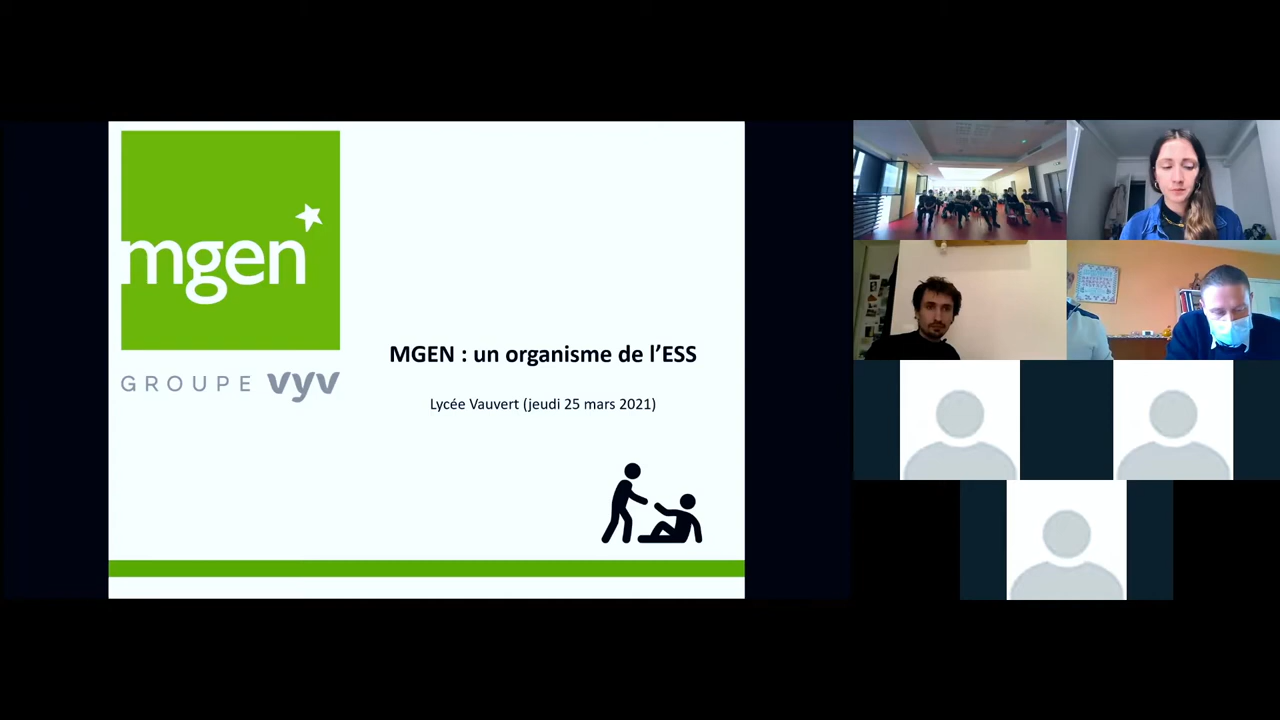 mgen
GROUPE vyv
MGEN : un organisme de l'ESS
Lycée Vauvert (jeudi 25 mars 2021)